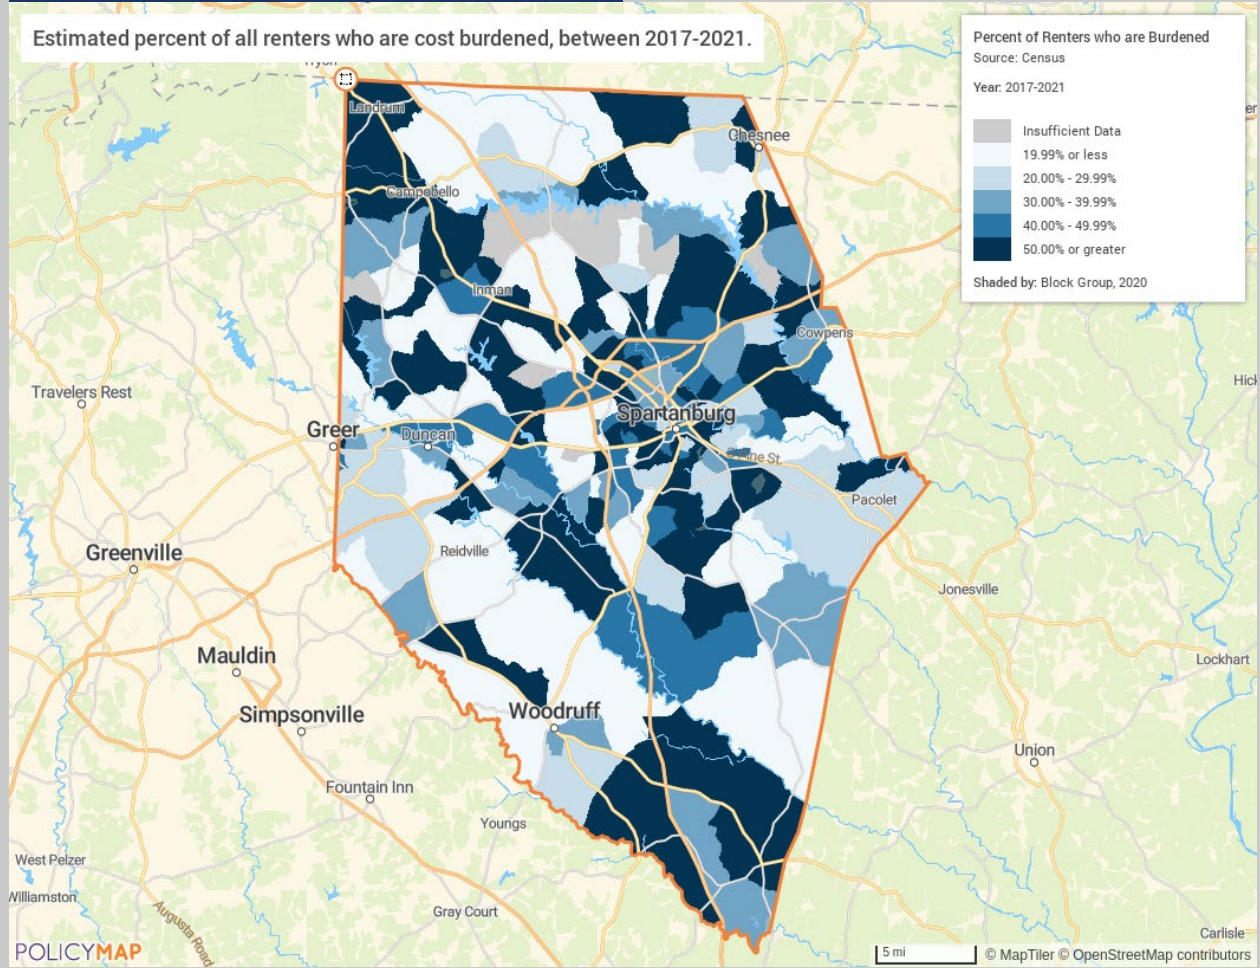 Estimated percent of all renters who are cost burdened, between 2017-2021.
Percent of Renters who are Burdened
Source: Census
Year: 2017-2021
Insufficient Data
19.99% or less
20.00% - 29.99%
30.00% - 39.99%
40.00% - 49.99%
50.00% or greater
Shaded by: Block Group, 2020
Landrum
Chesnee
Campobello
Inman
Cowpens
Travelers Rest
Spartanburg
Greer
Duncan
Pacolet
Greenville
Reidville
Jonesville
Mauldin
Lockhart
Simpsonville
Woodruff
Union
Fountain Inn
Youngs
West Pelzer
Williamston
Augusta Road
Gray Court
Carlisle
POLICYMAP
5 mi
© MapTiler © OpenStreetMap contributors